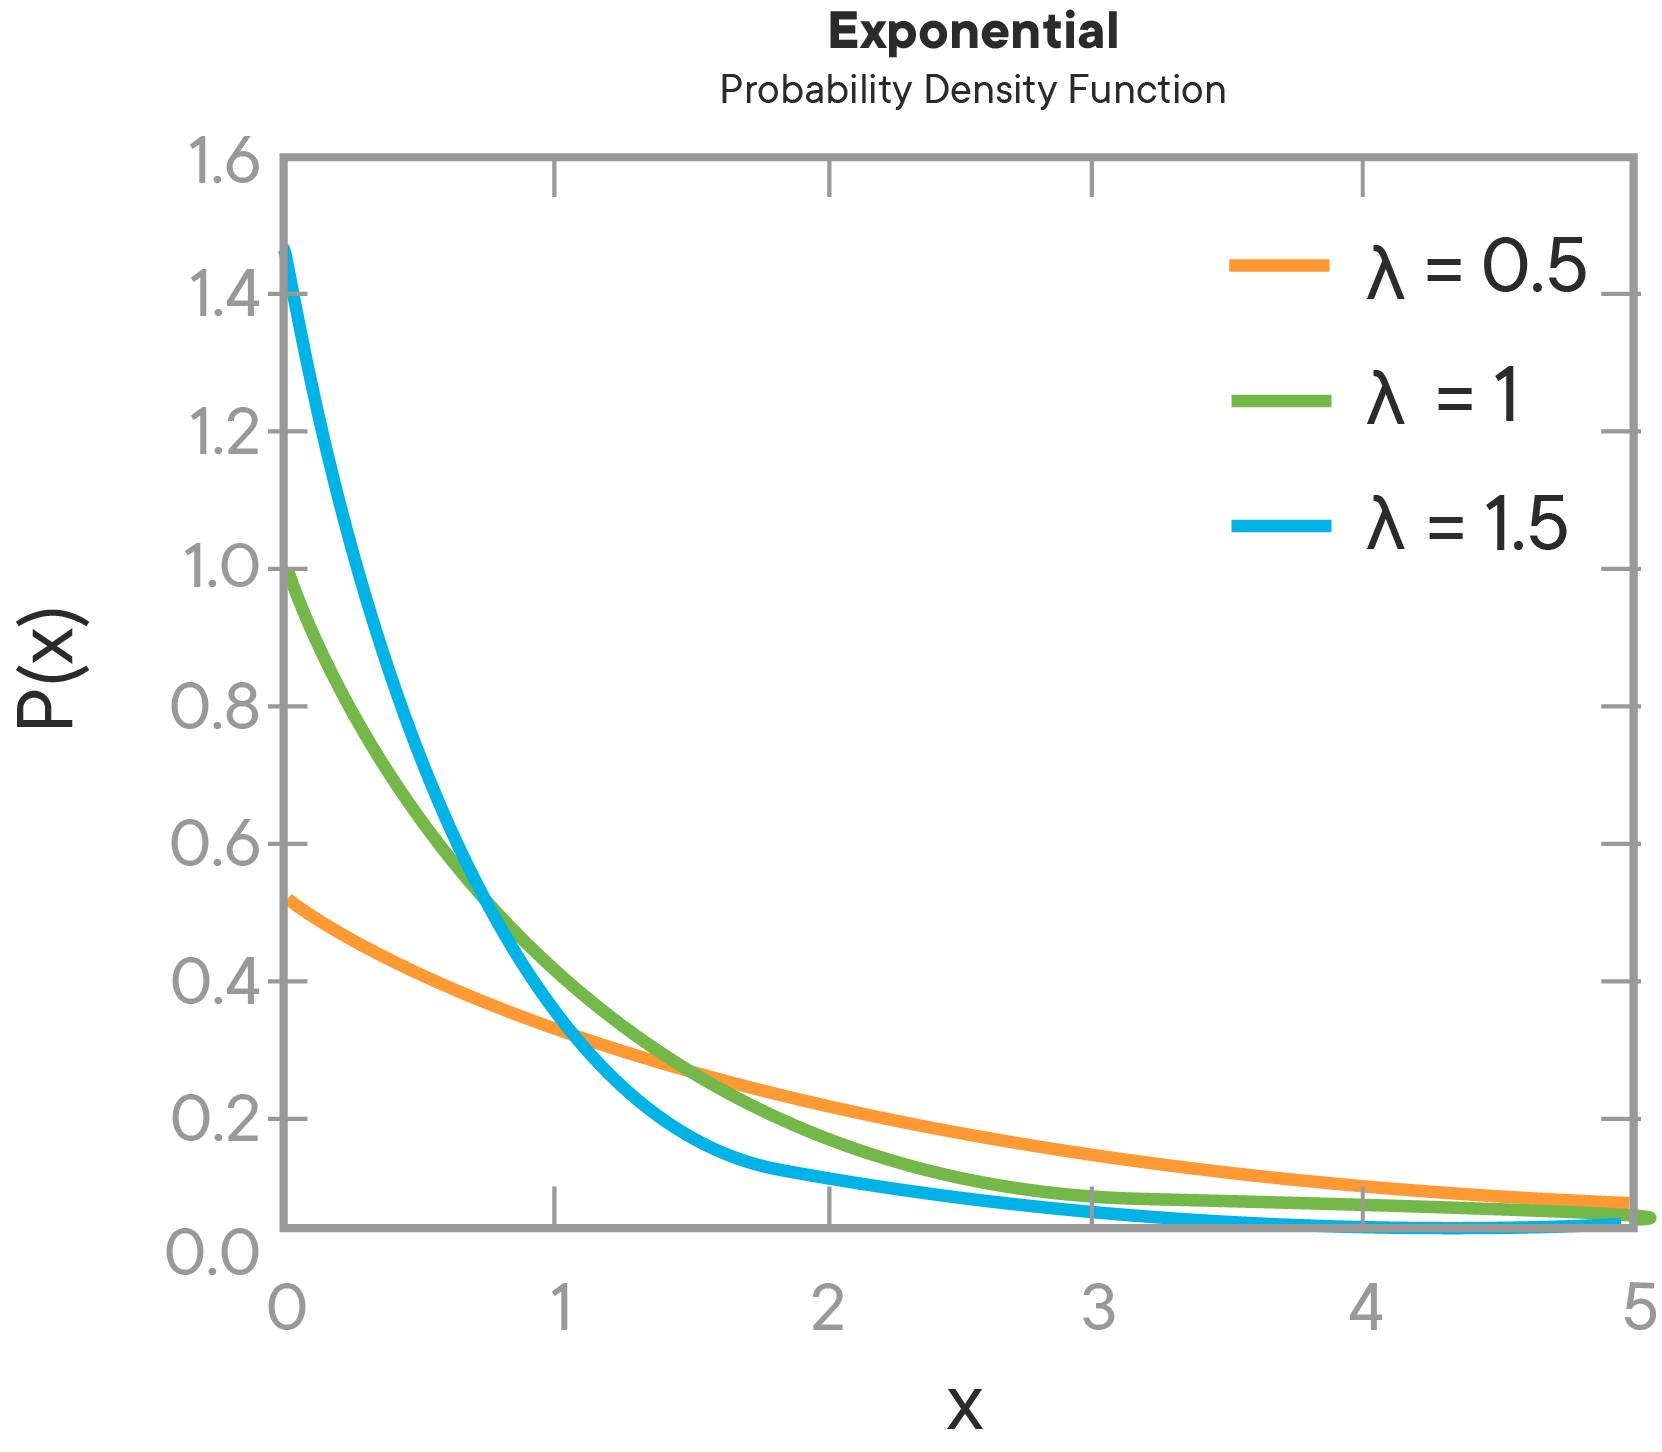 Exponential
Probability Density Function
1.6
1.4
1.2
1.0
0.8
0.6
0.4
0.2
0.0
P(x)
λ = 0.5
λ = 1
λ = 1.5
0 1 2 3 4 5
x